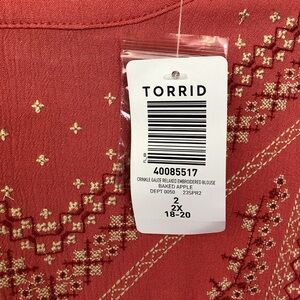 TORRID
40085517
CRINKLE GAUZE RELAXED EMBROIDERED BLOUSE
BAKED APPLE
DEPT 0050 23SPR2
2
2X
18-20